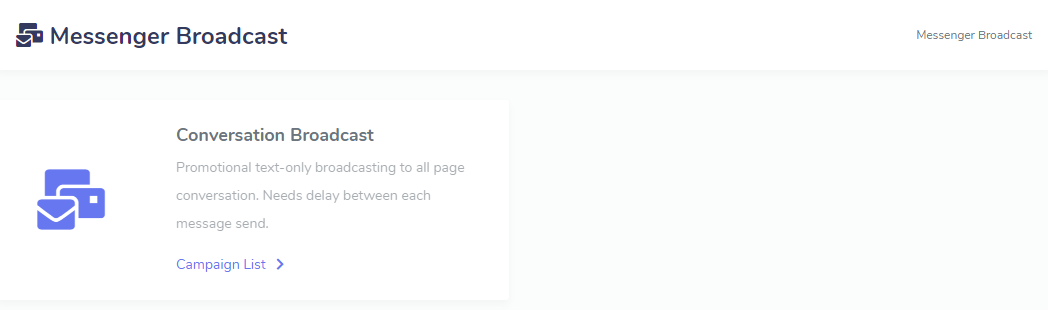 Messenger Broadcast
Messenger Broadcast
Conversation Broadcast
Promotional text-only broadcasting to all page
conversation. Needs delay between each
message send.
Campaign List